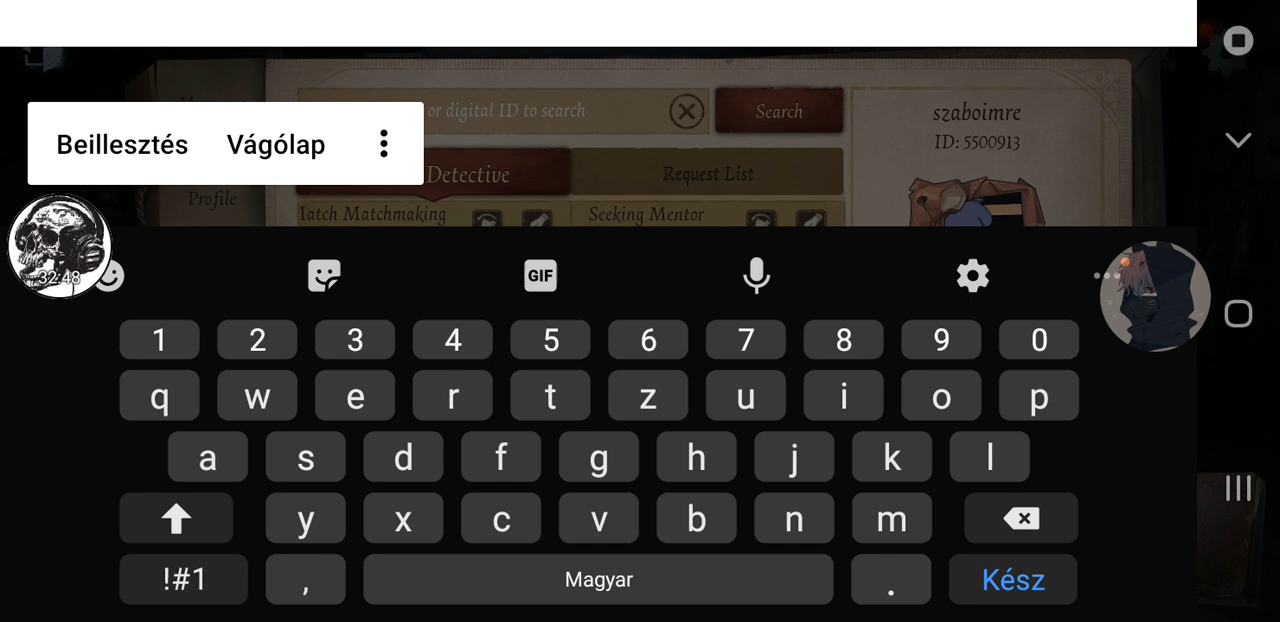 or digital ID to search
Search
szaboimre
ID: 5500913
Beillesztés Vágólap
Detective
Request List
Profile
Match Matchmaking
Seeking Mentor
32:48
GIF
1 2 3 4 5 6 7 8 9 0
q w e r t z u i o p
a s d f g h j k l
y x c v b n m
!#1 , Magyar . Kész